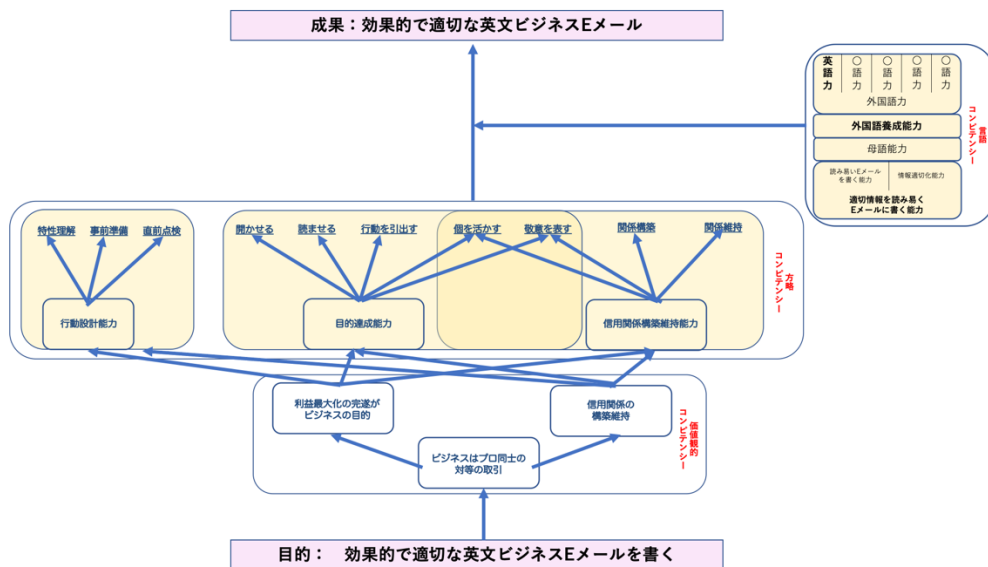 成果：効果的で適切な英文ビジネスEメール
英語力
〇語力
〇語力
〇語力
〇語力
外国語力
外国語養成能力
母語能力
読み易いEメール
を書く能力
情報適切化能力
適切情報を読み易く
Eメールに書く能力
言語
コンピテンシー
特性理解
事前準備
直前点検
開かせる
読ませる
行動を引出す
個を活かす
敬意を表す
関係構築
関係維持
行動設計能力
目的達成能力
信用関係構築維持能力
方略
コンピテンシー
利益最大化の完遂が
ビジネスの目的
信用関係の
構築維持
価値観的
コンピテンシー
ビジネスはプロ同士の
対等の取引
目的：　効果的で適切な英文ビジネスEメールを書く